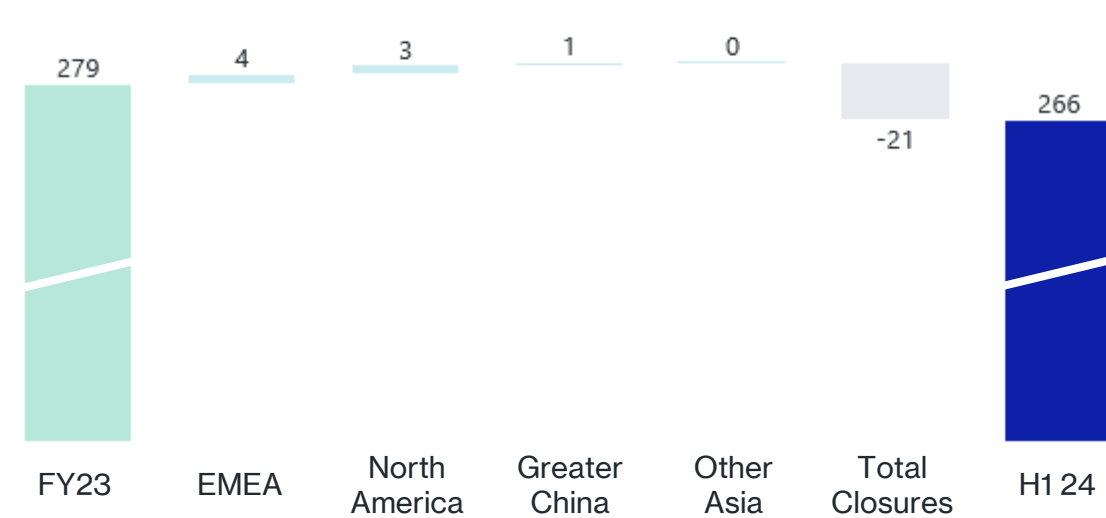 279
4
3
1
0
-21
266
FY23
EMEA
North
America
Greater
China
Other
Asia
Total
Closures
H1 24